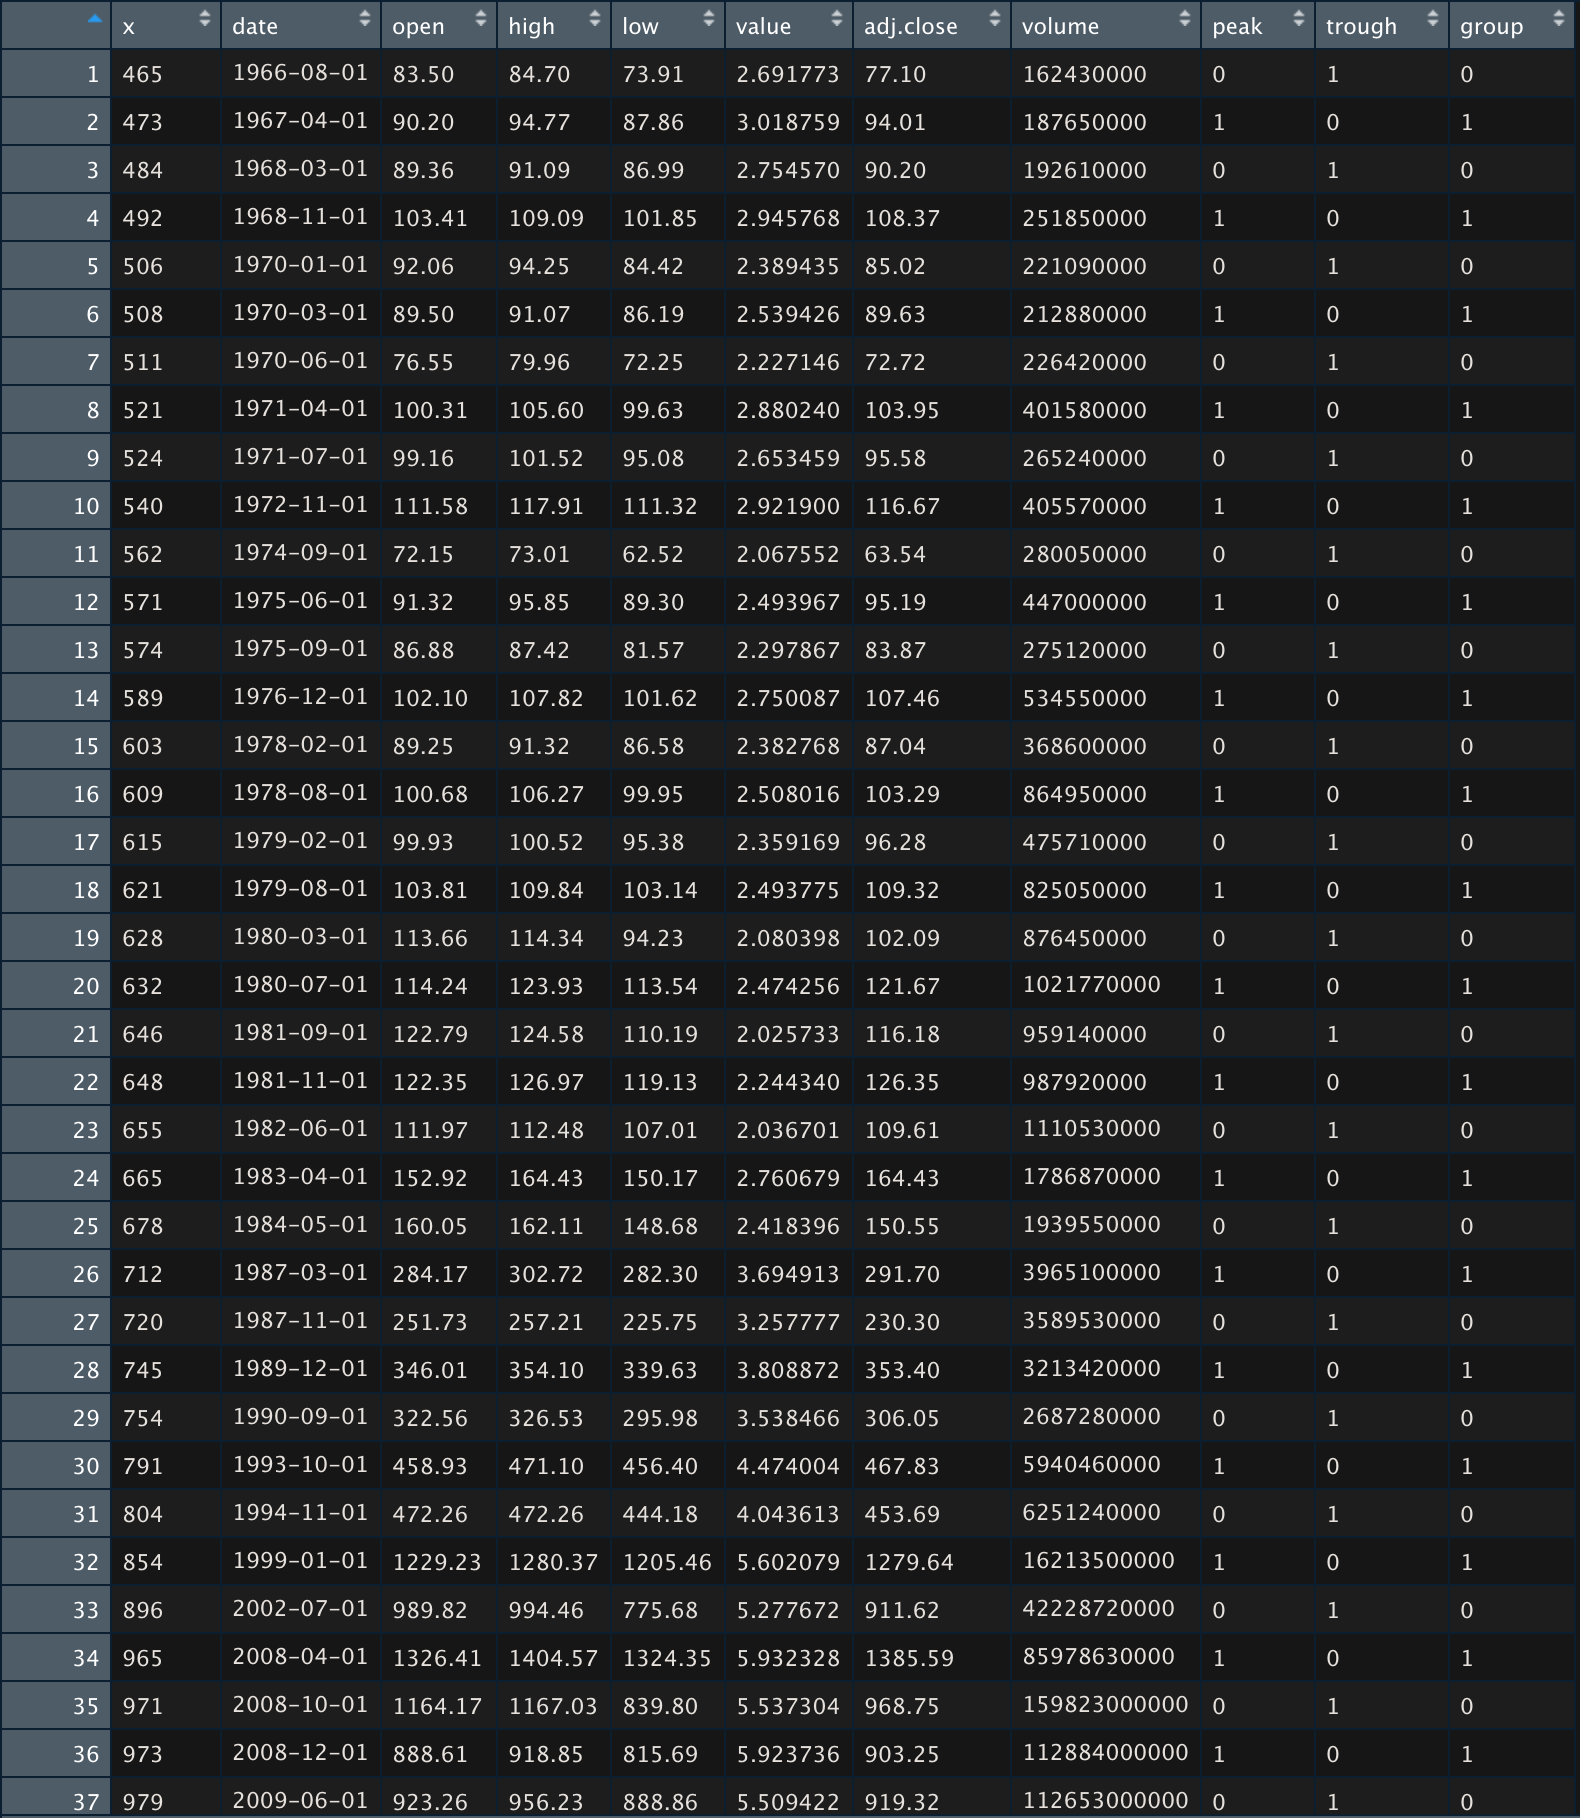 x date open high low value adj.close volume peak trough group
1 465 1966-08-01 83.50 84.70 73.91 2.691773 77.10 162430000 0 1 0
2 473 1967-04-01 90.20 94.77 87.86 3.018759 94.01 187650000 1 0 1
3 484 1968-03-01 89.36 91.09 86.99 2.754570 90.20 192610000 0 1 0
4 492 1968-11-01 103.41 109.09 101.85 2.945768 108.37 251850000 1 0 1
5 506 1970-01-01 92.06 94.25 84.42 2.389435 85.02 221090000 0 1 0
6 508 1970-03-01 89.50 91.07 86.19 2.539426 89.63 212880000 1 0 1
7 511 1970-06-01 76.55 79.96 72.25 2.227146 72.72 226420000 0 1 0
8 521 1971-04-01 100.31 105.60 99.63 2.880240 103.95 401580000 1 0 1
9 524 1971-07-01 99.16 101.52 95.08 2.653459 95.58 265240000 0 1 0
10 540 1972-11-01 111.58 117.91 111.32 2.921900 116.67 405570000 1 0 1
11 562 1974-09-01 72.15 73.01 62.52 2.067552 63.54 280050000 0 1 0
12 571 1975-06-01 91.32 95.85 89.30 2.493967 95.19 447000000 1 0 1
13 574 1975-09-01 86.88 87.42 81.57 2.297867 83.87 275120000 0 1 0
14 589 1976-12-01 102.10 107.82 101.62 2.750087 107.46 534550000 1 0 1
15 603 1978-02-01 89.25 91.32 86.58 2.382768 87.04 368600000 0 1 0
16 609 1978-08-01 100.68 106.27 99.95 2.508016 103.29 864950000 1 0 1
17 615 1979-02-01 99.93 100.52 95.38 2.359169 96.28 475710000 0 1 0
18 621 1979-08-01 103.81 109.84 103.14 2.493775 109.32 825050000 1 0 1
19 628 1980-03-01 113.66 114.34 94.23 2.080398 102.09 876450000 0 1 0
20 632 1980-07-01 114.24 123.93 113.54 2.474256 121.67 1021770000 1 0 1
21 646 1981-09-01 122.79 124.58 110.19 2.025733 116.18 959140000 0 1 0
22 648 1981-11-01 122.35 126.97 119.13 2.244340 126.35 987920000 1 0 1
23 655 1982-06-01 111.97 112.48 107.01 2.036701 109.61 1110530000 0 1 0
24 665 1983-04-01 152.92 164.43 150.17 2.760679 164.43 1786870000 1 0 1
25 678 1984-05-01 160.05 162.11 148.68 2.418396 150.55 1939550000 0 1 0
26 712 1987-03-01 284.17 302.72 282.30 3.694913 291.70 3965100000 1 0 1
27 720 1987-11-01 251.73 257.21 225.75 3.257777 230.30 3589530000 0 1 0
28 745 1989-12-01 346.01 354.10 339.63 3.808872 353.40 3213420000 1 0 1
29 754 1990-09-01 322.56 326.53 295.98 3.538466 306.05 2687280000 0 1 0
30 791 1993-10-01 458.93 471.10 456.40 4.474004 467.83 5940460000 1 0 1
31 804 1994-11-01 472.26 472.26 444.18 4.043613 453.69 6251240000 0 1 0
32 854 1999-01-01 1229.23 1280.37 1205.46 5.602079 1279.64 16213500000 1 0 1
33 896 2002-07-01 989.82 994.46 775.68 5.277672 911.62 42228720000 0 1 0
34 965 2008-04-01 1326.41 1404.57 1324.35 5.932328 1385.59 85978630000 1 0 1
35 971 2008-10-01 1164.17 1167.03 839.80 5.537304 968.75 159823000000 0 1 0
36 973 2008-12-01 888.61 918.85 815.69 5.923736 903.25 112884000000 1 0 1
37 979 2009-06-01 923.26 956.23 888.86 5.509422 919.32 112653000000 0 1 0